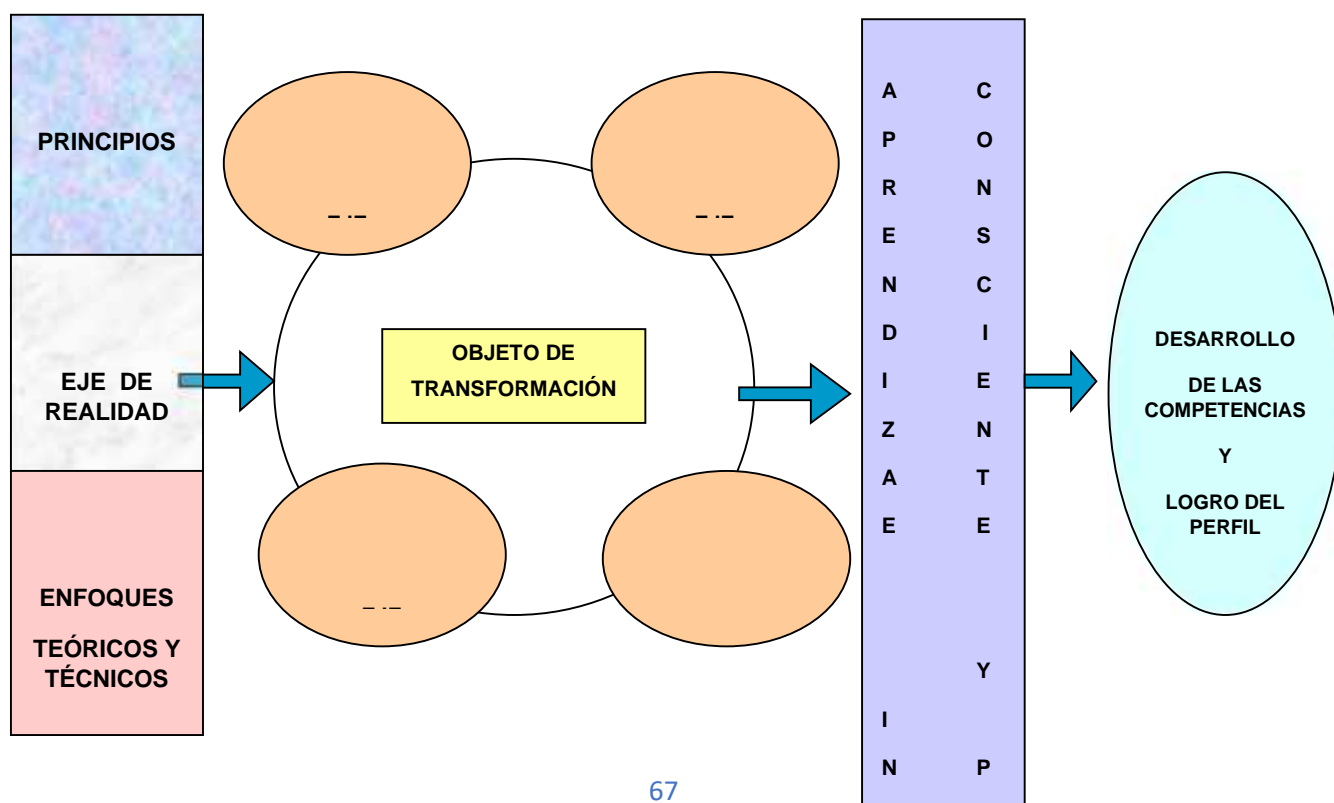 PRINCIPIOS
EJE DE
REALIDAD
ENFOQUES
TEÓRICOS Y
TÉCNICOS
OBJETO DE
TRANSFORMACIÓN
A C
P O
R N
E S
N C
D I
I E
Z N
A T
E E
Y
I
N P
DESARROLLO
DE LAS
COMPETENCIAS
Y
LOGRO DEL
PERFIL
67